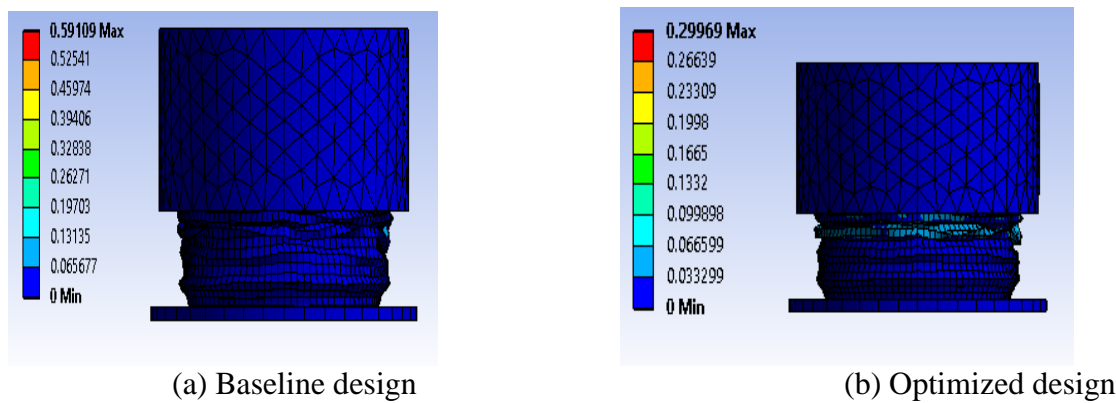 0.59109 Max
0.52541
0.45974
0.39406
0.32838
0.26271
0.19703
0.13135
0.065677
0 Min
0.29969 Max
0.26639
0.23309
0.1998
0.1665
0.1332
0.099898
0.066599
0.033299
0 Min
(a) Baseline design
(b) Optimized design